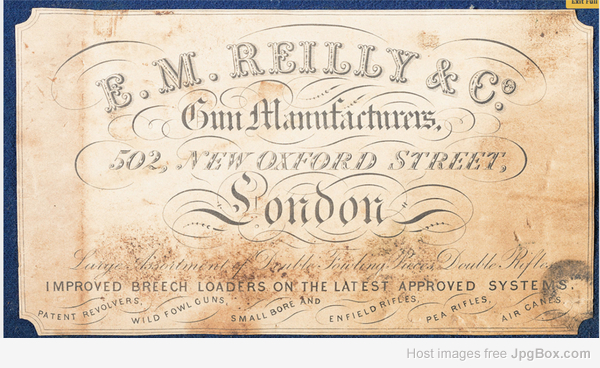 E. M. REILLY & Co.
Gun Manufacturers,
502, NEW OXFORD STREET,
London
Large Assortment of Double Fowling Pieces, Double Rifles
IMPROVED BREECH LOADERS ON THE LATEST APPROVED SYSTEMS.
PATENT REVOLVERS, WILD FOWL GUNS, SMALL BORE AND ENFIELD RIFLES, PEA RIFLES, AIR CANES
Host images free JpgBox.com